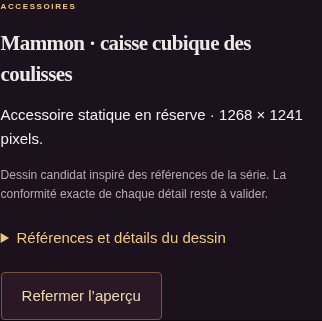 ACCESSOIRES
Mammon · caisse cubique des
coulisses
Accessoire statique en réserve · 1268 × 1241
pixels.
Dessin candidat inspiré des références de la série. La
conformité exacte de chaque détail reste à valider.
▶ Références et détails du dessin
Refermer l’aperçu